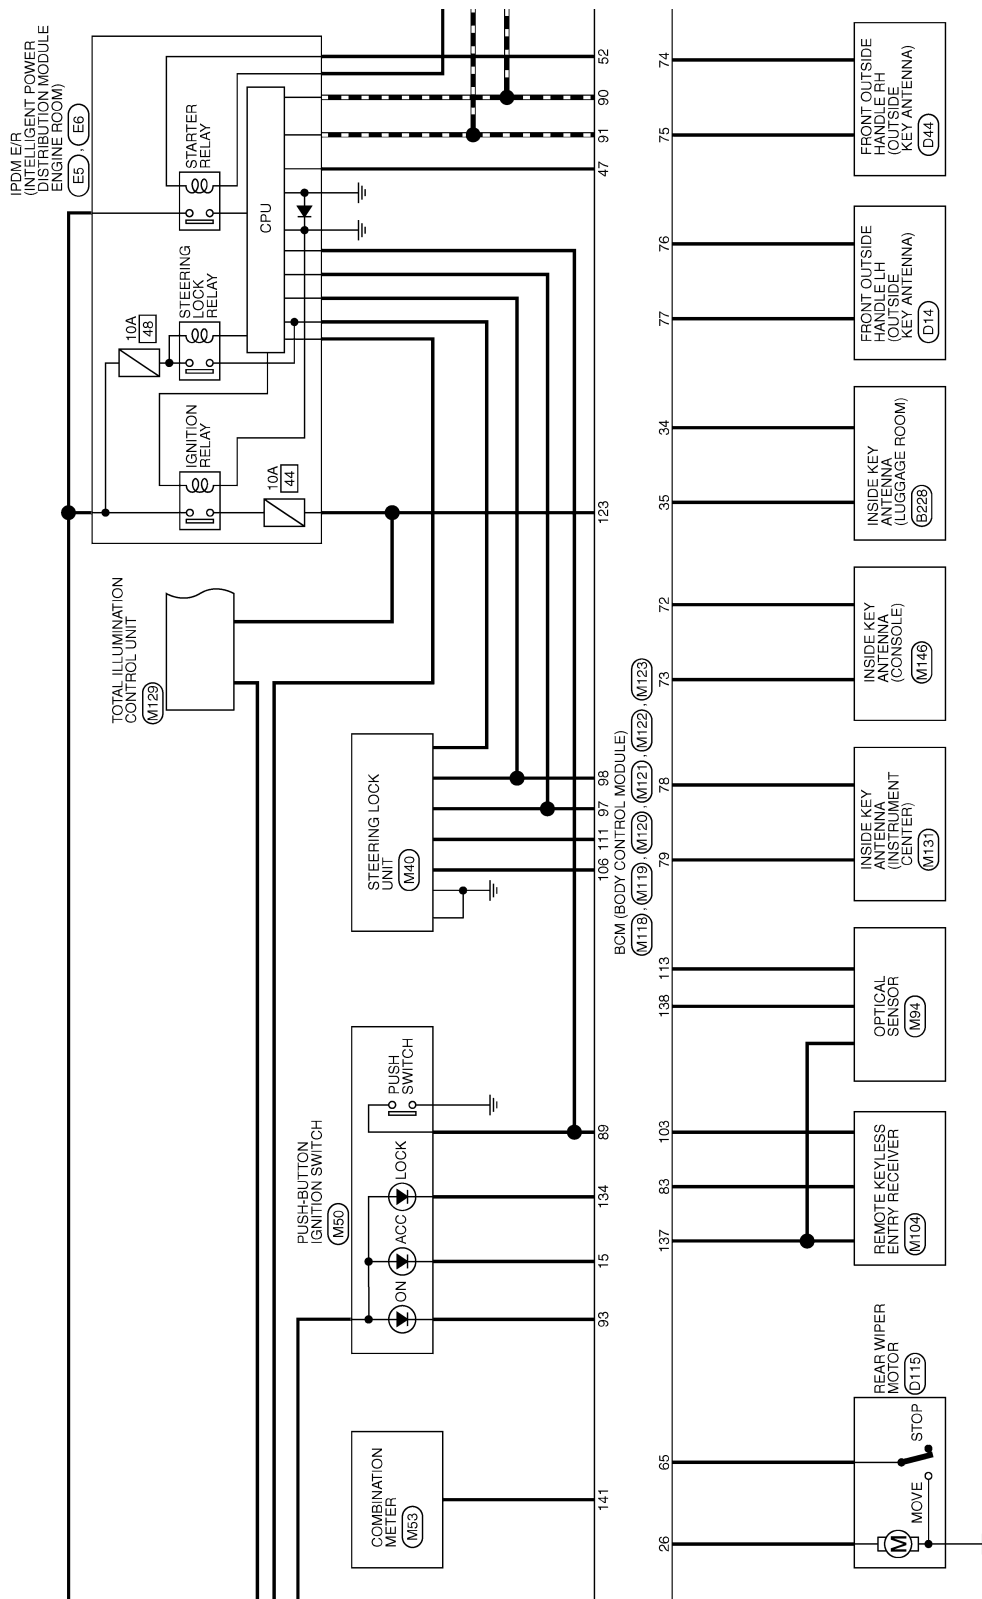 IPDM E/R
(INTELLIGENT POWER
DISTRIBUTION MODULE
ENGINE ROOM)
E5 , E6
STARTER
RELAY
CPU
STEERING
LOCK
RELAY
10A
48
IGNITION
RELAY
10A
44
TOTAL ILLUMINATION
CONTROL UNIT
M129
STEERING LOCK
UNIT
M40
PUSH-BUTTON
IGNITION SWITCH
M50
PUSH
SWITCH
LOCK
ACC
ON
COMBINATION
METER
M53
52
90
91
47
123
98
97
111
106
89
134
15
93
141
BCM (BODY CONTROL MODULE)
M118 , M119 , M120 , M121 , M122 , M123
74
75
76
77
34
35
72
73
78
79
113
138
103
83
137
65
26
FRONT OUTSIDE
HANDLE RH
(OUTSIDE
KEY ANTENNA)
D44
FRONT OUTSIDE
HANDLE LH
(OUTSIDE
KEY ANTENNA)
D14
INSIDE KEY
ANTENNA
(LUGGAGE ROOM)
B228
INSIDE KEY
ANTENNA
(CONSOLE)
M146
INSIDE KEY
ANTENNA
(INSTRUMENT
CENTER)
M131
OPTICAL
SENSOR
M94
REMOTE KEYLESS
ENTRY RECEIVER
M104
REAR WIPER
MOTOR
D115
STOP
MOVE
M